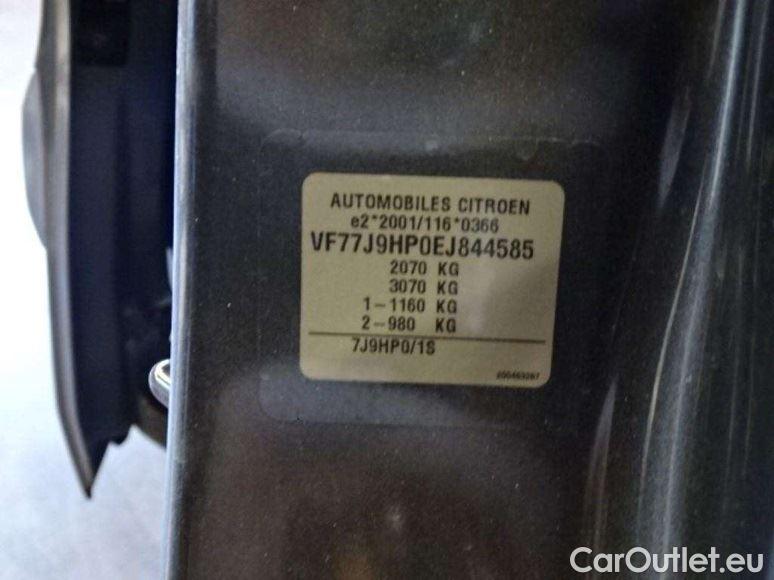 AUTOMOBILES CITROEN
e2*2001/116*0366
VF77J9HP0EJ844585
2070 KG
3070 KG
1-1160 KG
2-980 KG
7J9HP0/1S
CarOutlet.eu